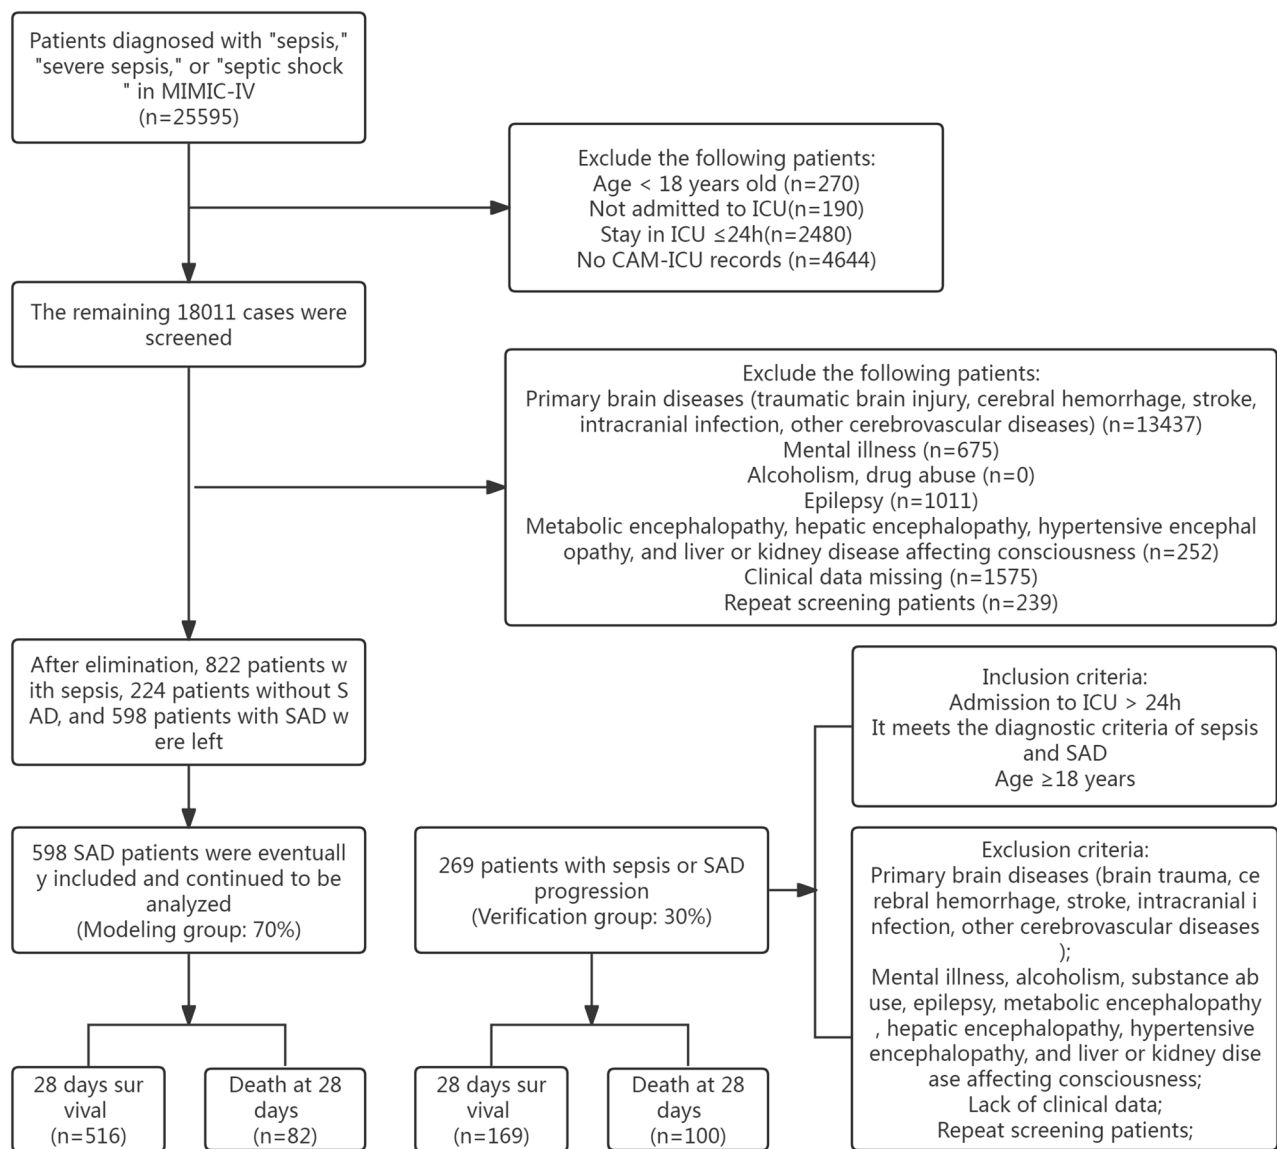 Patients diagnosed with "sepsis,"
"severe sepsis," or "septic shock
" in MIMIC-IV
(n=25595)
Exclude the following patients:
Age < 18 years old (n=270)
Not admitted to ICU(n=190)
Stay in ICU ≤24h(n=2480)
No CAM-ICU records (n=4644)
The remaining 18011 cases were
screened
Exclude the following patients:
Primary brain diseases (traumatic brain injury, cerebral hemorrhage, stroke,
intracranial infection, other cerebrovascular diseases) (n=13437)
Mental illness (n=675)
Alcoholism, drug abuse (n=0)
Epilepsy (n=1011)
Metabolic encephalopathy, hepatic encephalopathy, hypertensive encephal
opathy, and liver or kidney disease affecting consciousness (n=252)
Clinical data missing (n=1575)
Repeat screening patients (n=239)
After elimination, 822 patients w
ith sepsis, 224 patients without S
AD, and 598 patients with SAD w
ere left
Inclusion criteria:
Admission to ICU > 24h
It meets the diagnostic criteria of sepsis
and SAD
Age ≥18 years
598 SAD patients were eventuall
y included and continued to be
analyzed
(Modeling group: 70%)
269 patients with sepsis or SAD
progression
(Verification group: 30%)
Exclusion criteria:
Primary brain diseases (brain trauma, ce
rebral hemorrhage, stroke, intracranial i
nfection, other cerebrovascular diseases
);
Mental illness, alcoholism, substance ab
use, epilepsy, metabolic encephalopathy
, hepatic encephalopathy, hypertensive
encephalopathy, and liver or kidney dise
ase affecting consciousness;
Lack of clinical data;
Repeat screening patients;
28 days sur
vival
(n=516)
Death at 28
days
(n=82)
28 days sur
vival
(n=169)
Death at 28
days
(n=100)